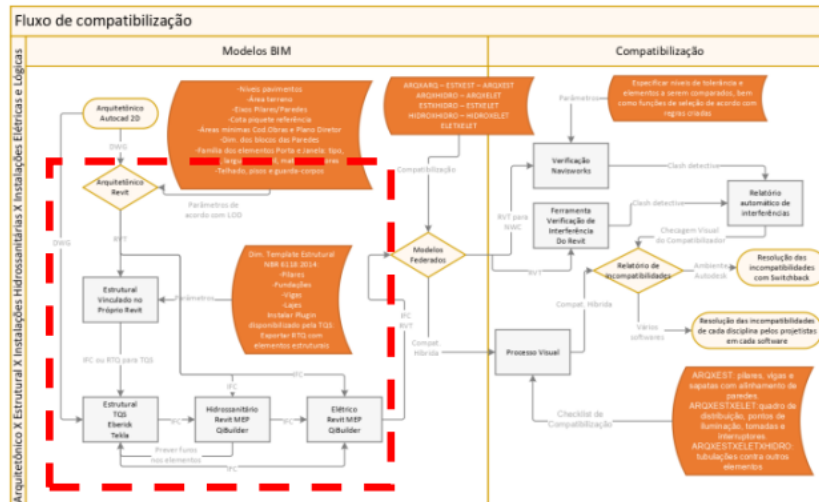 Fluxo de compatibilização
Modelos BIM
Compatibilização
Arquitetônico X Estrutural X Instalações Hidrossanitárias X Instalações Elétricas e Lógicas
Arquitetônico
Autocad 2D
DWG
-Níveis pavimentos
-Área terreno
-Eixos Pilares/Paredes
-Cota piquete referência
-Áreas mínimas Cod.Obras e Plano Diretor
-Dim. dos blocos das Paredes
-Família dos elementos Porta e Janela: tipo,
-Telhado, pisos e guarda-corpos
Parâmetros de
acordo com LOD
Arquitetônico
Revit
DWG
Estrutural
Vinculado no
Próprio Revit
Parâmetros
Dim. Template Estrutural
NBR 6118 2014:
-Pilares
-Fundações
-Vigas
-Lajes
Instalar Plugin
disponibilizado pela TQS
Exportar RTQ com
elementos estruturais
IFC ou RTQ para TQS
Estrutural
TQS
Eberick
Tekla
IFC
Hidrossanitário
Revit MEP
QiBuilder
IFC
Elétrico
Revit MEP
QiBuilder
IFC
Prever furos
nos elementos
IFC
IFC
RVT
ARQXARQ – ESTXEST – ARQXEST
ARQXHIDRO – ARQXELET
ESTXHIDRO – ESTXELET
HIDROXHIDRO – HIDROXELET
ELETXELET
Compatibilização
Modelos
Federados
RVT para
NWC
RVT
Compat.
Híbrida
Especificar níveis de tolerância e
elementos a serem comparados, bem
como funções de seleção de acordo com
regras criadas
Parâmetros
Verificação
Navisworks
Clash detective
Ferramenta
Verificação de
Interferência
Do Revit
Clash detective
Relatório
automático de
interferências
Checagem Visual
do Compatibilizador
Relatório de
incompatibilidades
Ambiente
Autodesk
Resolução das
incompatibilidades
com Switchback
Vários
softwares
Resolução das incompatibilidades
de cada disciplina pelos projetistas
em cada software
Compat. Híbrida
Processo Visual
Checklist de
Compatibilização
ARQXEST: pilares, vigas e
sapatas com alinhamento de
paredes.
ARQXESTXELET: quadro de
distribuição, pontos de
iluminação, tomadas e
interruptores
ARQXESTXELETXHIDRO:
tubulações contra outros
elementos